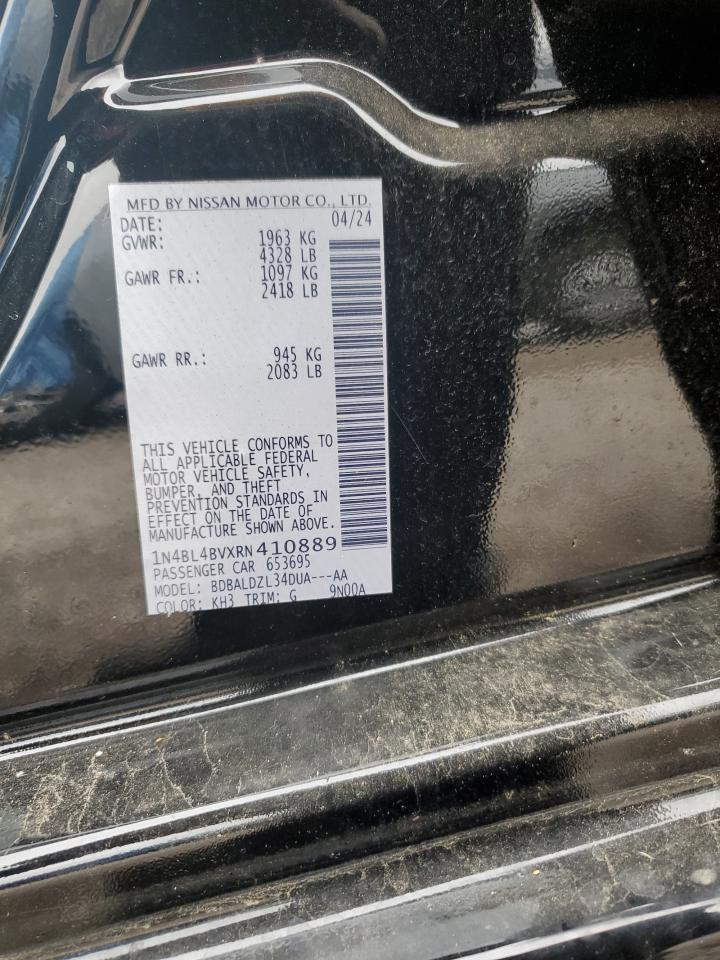 MFD BY NISSAN MOTOR CO., LTD.
DATE: 04/24
GVWR: 1963 KG
4328 LB
GAWR FR.: 1097 KG
2418 LB
GAWR RR.: 945 KG
2083 LB
THIS VEHICLE CONFORMS TO
ALL APPLICABLE FEDERAL
MOTOR VEHICLE SAFETY,
BUMPER, AND THEFT
PREVENTION STANDARDS IN
EFFECT ON THE DATE OF
MANUFACTURE SHOWN ABOVE.
1N4BL4BVXRN410889
PASSENGER CAR 653695
MODEL: BDBALDZL34DUA---AA
COLOR: KH3 TRIM: G 9N00A